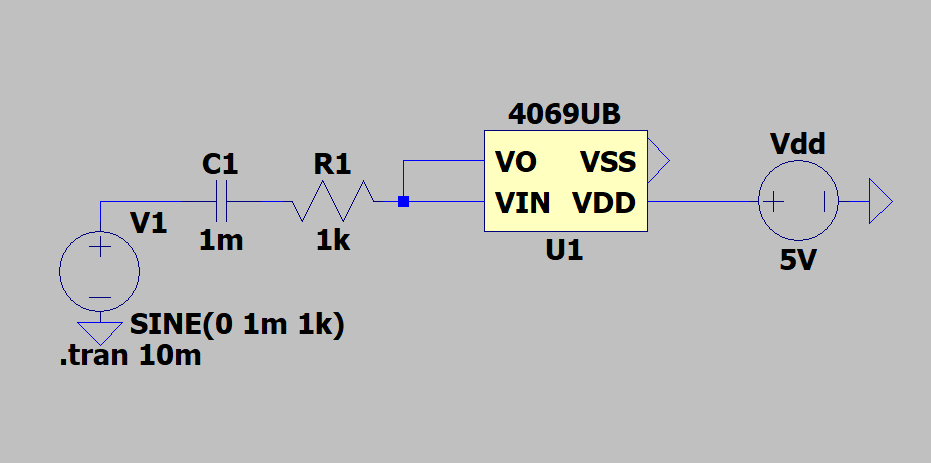 4069UB
Vdd
C1
R1
VO
VSS
V1
VIN
VDD
1m
1k
U1
5V
SINE(0 1m 1k)
.tran 10m